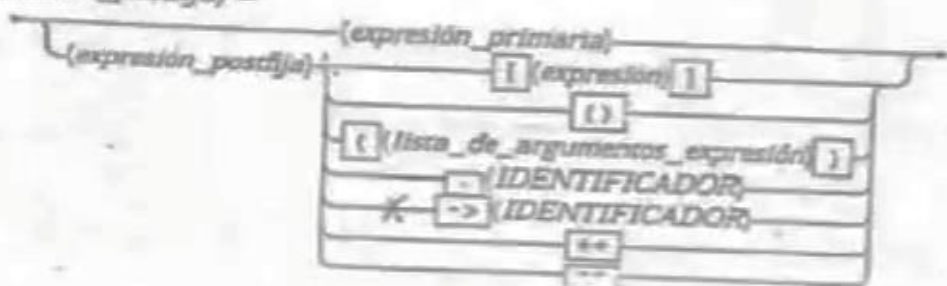 {expresión_primaria}
{expresión_postfija} [ {expresión} ]
( )
( {lista_de_argumentos_expresión} )
. {IDENTIFICADOR}
-> {IDENTIFICADOR}
++